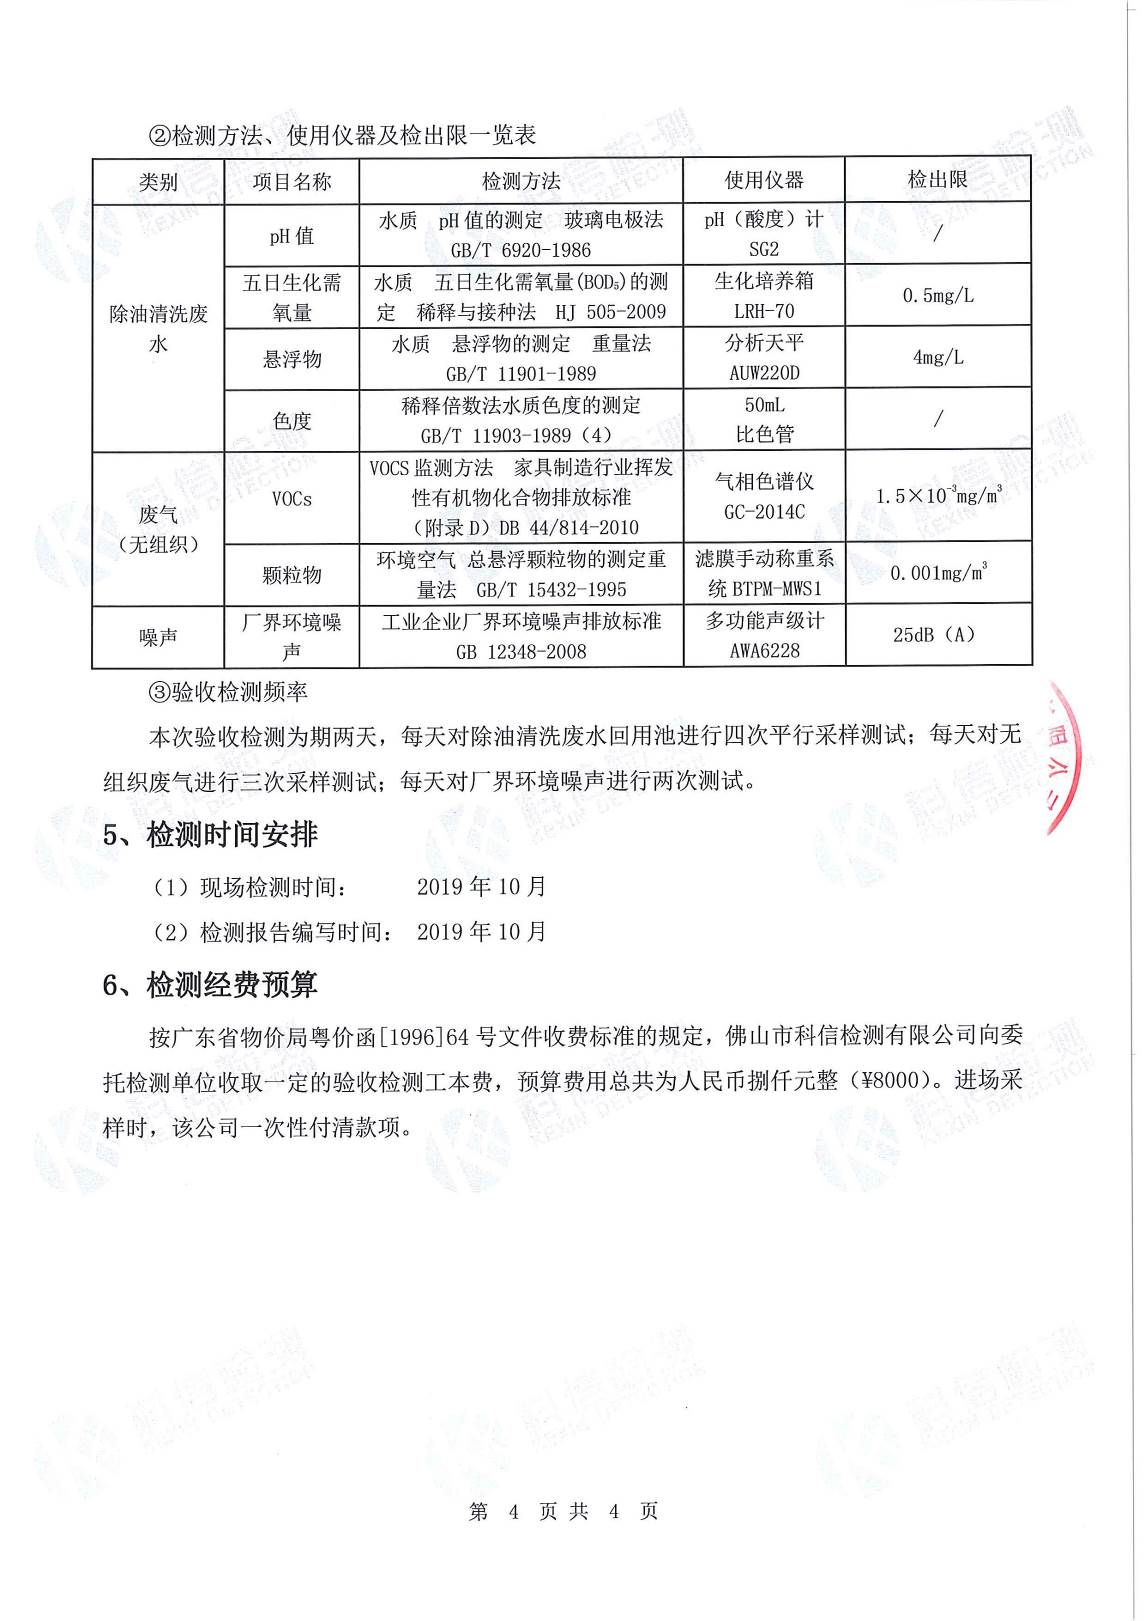 ②检测方法、使用仪器及检出限一览表
类别 项目名称 检测方法 使用仪器 检出限
除油清洗废
水
pH 值
水质 pH 值的测定 玻璃电极法
GB/T 6920-1986
pH（酸度）计
SG2
/
五日生化需
氧量
水质 五日生化需氧量(BOD₅)的测
定 稀释与接种法 HJ 505-2009
生化培养箱
LRH-70
0.5mg/L
悬浮物
水质 悬浮物的测定 重量法
GB/T 11901-1989
分析天平
AUW220D
4mg/L
色度
稀释倍数法水质色度的测定
GB/T 11903-1989（4）
50mL
比色管
/
废气
（无组织）
VOCs
VOCS 监测方法 家具制造行业挥发
性有机物化合物排放标准
（附录 D）DB 44/814-2010
气相色谱仪
GC-2014C
1.5×10⁻³mg/m³
颗粒物
环境空气 总悬浮颗粒物的测定重
量法 GB/T 15432-1995
滤膜手动称重系
统 BTPM-MWS1
0.001mg/m³
噪声
厂界环境噪
声
工业企业厂界环境噪声排放标准
GB 12348-2008
多功能声级计
AWA6228
25dB（A）
③验收检测频率
本次验收检测为期两天，每天对除油清洗废水回用池进行四次平行采样测试；每天对无
组织废气进行三次采样测试；每天对厂界环境噪声进行两次测试。
5、检测时间安排
（1）现场检测时间： 2019 年 10 月
（2）检测报告编写时间： 2019 年 10 月
6、检测经费预算
按广东省物价局粤价函[1996]64 号文件收费标准的规定，佛山市科信检测有限公司向委
托检测单位收取一定的验收检测工本费，预算费用总共为人民币捌仟元整（¥8000）。进场采
样时，该公司一次性付清款项。
第 4 页 共 4 页
科信检测
KEXIN DETECTION